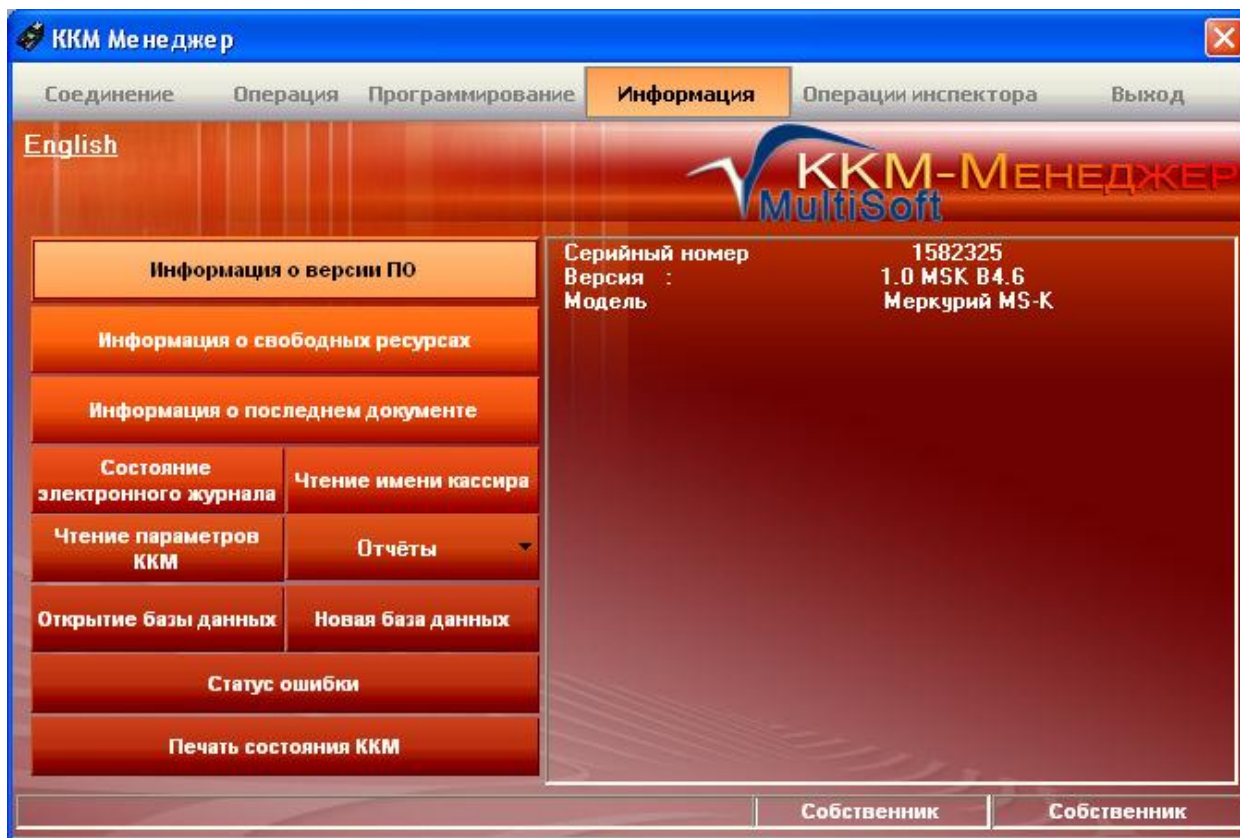 ККМ Менеджер
Соединение Операция Программирование Информация Операции инспектора Выход
English
ККМ-МЕНЕДЖЕР
MultiSoft
Информация о версии ПО
Информация о свободных ресурсах
Информация о последнем документе
Состояние
электронного журнала
Чтение имени кассира
Чтение параметров
ККМ
Отчёты
Открытие базы данных
Новая база данных
Статус ошибки
Печать состояния ККМ
Серийный номер 1582325
Версия : 1.0 MSK B4.6
Модель Меркурий MS-K
Собственник Собственник